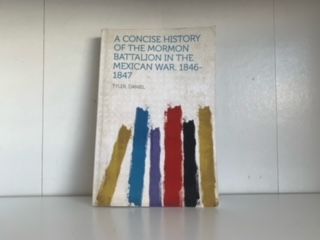 A CONCISE HISTORY
OF THE MORMON
BATTALION IN THE
MEXICAN WAR, 1846-
1847
TYLER, DANIEL